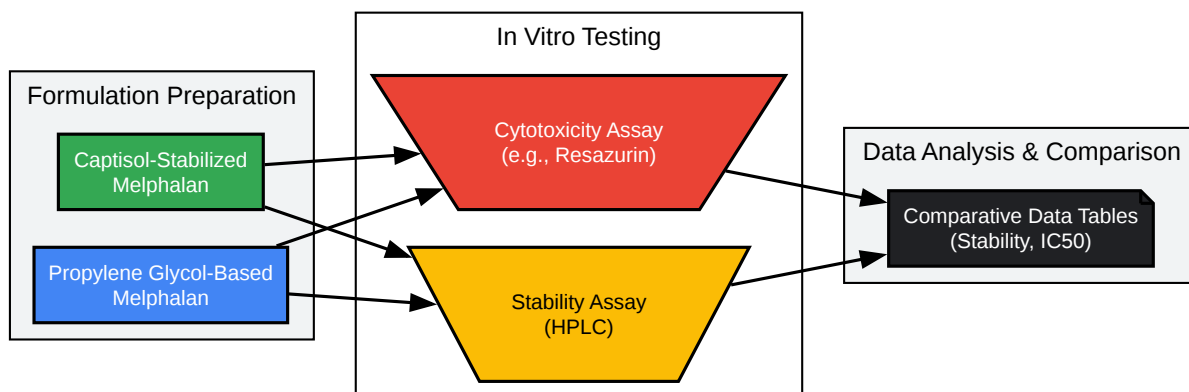 Formulation Preparation
Captisol-Stabilized
Melphalan
Propylene Glycol-Based
Melphalan
In Vitro Testing
Cytotoxicity Assay
(e.g., Resazurin)
Stability Assay
(HPLC)
Data Analysis & Comparison
Comparative Data Tables
(Stability, IC50)